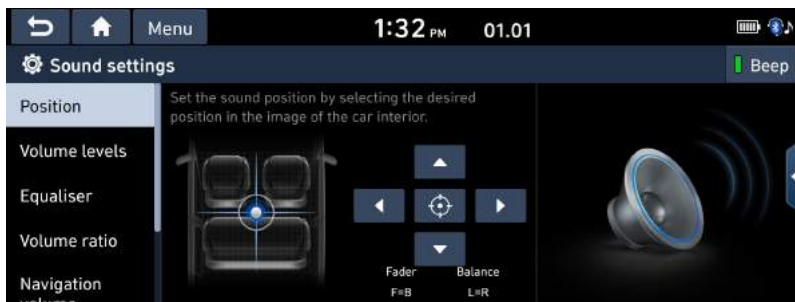 Menu
1:32 PM 01.01
Sound settings
Beep
Position
Volume levels
Equaliser
Volume ratio
Navigation
Set the sound position by selecting the desired
position in the image of the car interior.
Fader Balance
F=B L=R